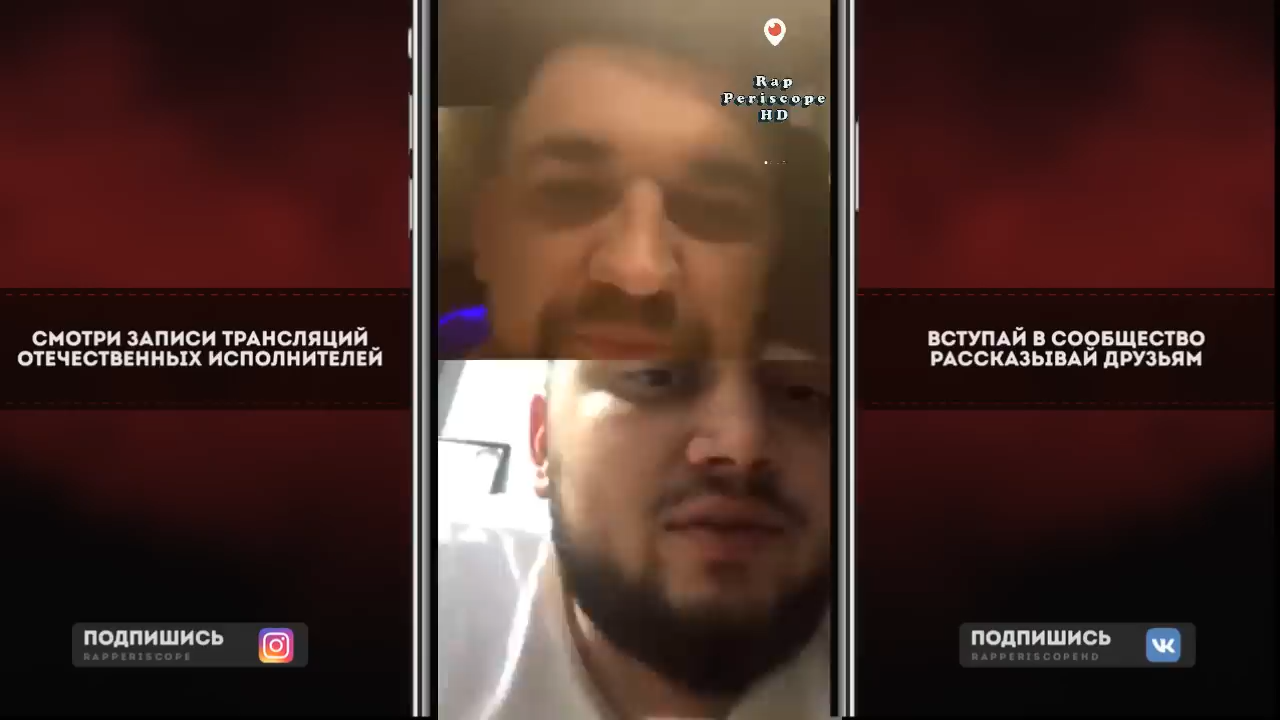 Rap
Periscope
HD
СМОТРИ ЗАПИСИ ТРАНСЛЯЦИЙ
ОТЕЧЕСТВЕННЫХ ИСПОЛНИТЕЛЕЙ
ВСТУПАЙ В СООБЩЕСТВО
РАССКАЗЫВАЙ ДРУЗЬЯМ
ПОДПИШИСЬ
RAPPERISCOPE
ПОДПИШИСЬ
RAPPERISCOPEHD